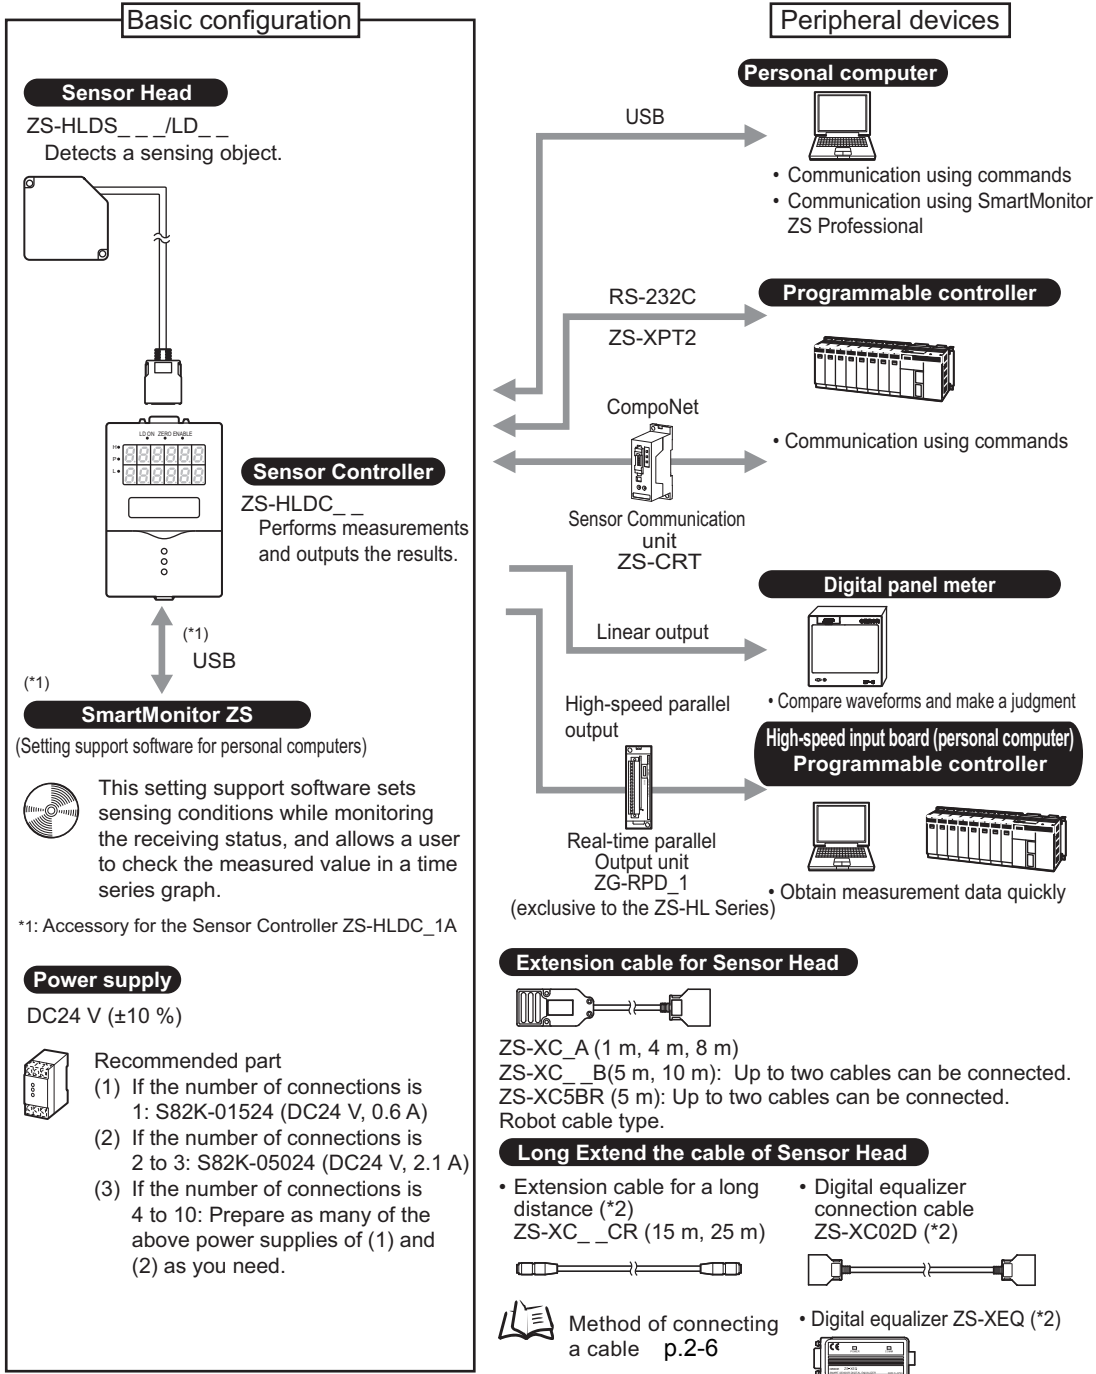 Basic configuration
Sensor Head
ZS-HLDS_ _ _/LD_ _
Detects a sensing object.
LD ON ZERO ENABLE
H
P
L
Sensor Controller
ZS-HLDC_ _
Performs measurements
and outputs the results.
(*1)
USB
(*1)
SmartMonitor ZS
(Setting support software for personal computers)
This setting support software sets
sensing conditions while monitoring
the receiving status, and allows a user
to check the measured value in a time
series graph.
*1: Accessory for the Sensor Controller ZS-HLDC_1A
Power supply
DC24 V (±10 %)
Recommended part
(1) If the number of connections is
1: S82K-01524 (DC24 V, 0.6 A)
(2) If the number of connections is
2 to 3: S82K-05024 (DC24 V, 2.1 A)
(3) If the number of connections is
4 to 10: Prepare as many of the
above power supplies of (1) and
(2) as you need.
Peripheral devices
Personal computer
USB
• Communication using commands
• Communication using SmartMonitor
ZS Professional
RS-232C
ZS-XPT2
Programmable controller
CompoNet
• Communication using commands
Sensor Communication
unit
ZS-CRT
Digital panel meter
Linear output
• Compare waveforms and make a judgment
High-speed parallel
output
High-speed input board (personal computer)
Programmable controller
Real-time parallel
Output unit
ZG-RPD_1
(exclusive to the ZS-HL Series)
• Obtain measurement data quickly
Extension cable for Sensor Head
ZS-XC_A (1 m, 4 m, 8 m)
ZS-XC_ _B(5 m, 10 m): Up to two cables can be connected.
ZS-XC5BR (5 m): Up to two cables can be connected.
Robot cable type.
Long Extend the cable of Sensor Head
• Extension cable for a long
distance (*2)
ZS-XC_ _CR (15 m, 25 m)
• Digital equalizer
connection cable
ZS-XC02D (*2)
Method of connecting
a cable p.2-6
• Digital equalizer ZS-XEQ (*2)
CE